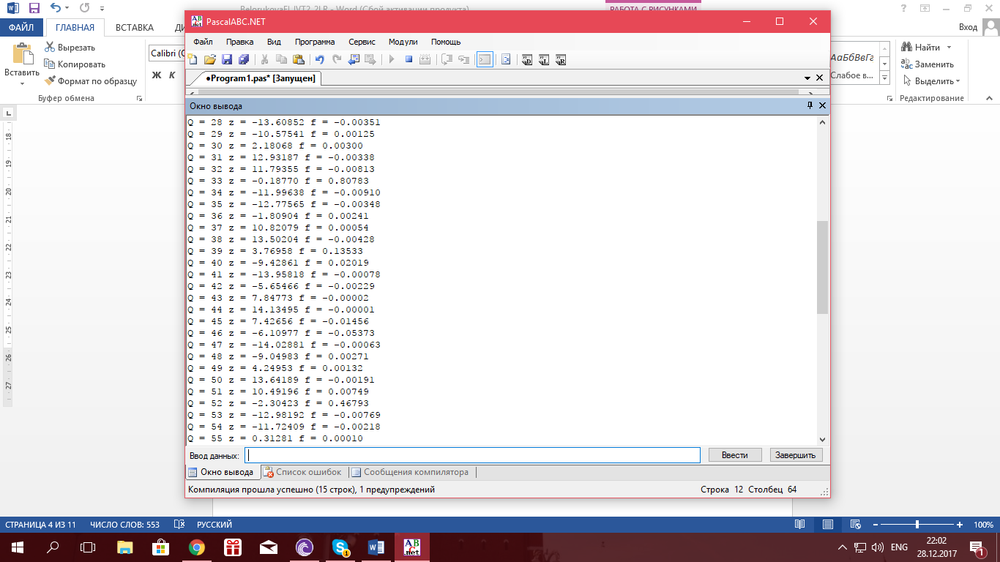 BelorukovaEI_IVT2_2LR - Word (Сбой активации продукта)
РАБОТА С РИСУНКАМИ
ФАЙЛ ГЛАВНАЯ ВСТАВКА Вход
Вставить
Вырезать
Копировать
Формат по образцу
Буфер обмена
Calibri (
Ж К
АаБбВвГг
Слабое в...
Найти
Заменить
Выделить
Редактирование
PascalABC.NET
Файл Правка Вид Программа Сервис Модули Помощь
●Program1.pas* [Запущен]
Окно вывода
Q = 28 z = -13.60852 f = -0.00351
Q = 29 z = -10.57541 f = 0.00125
Q = 30 z = 2.18068 f = 0.00300
Q = 31 z = 12.93187 f = -0.00338
Q = 32 z = 11.79355 f = -0.00813
Q = 33 z = -0.18770 f = 0.80783
Q = 34 z = -11.99638 f = -0.00910
Q = 35 z = -12.77565 f = -0.00348
Q = 36 z = -1.80904 f = 0.00241
Q = 37 z = 10.82079 f = 0.00054
Q = 38 z = 13.50204 f = -0.00428
Q = 39 z = 3.76958 f = 0.13533
Q = 40 z = -9.42861 f = 0.02019
Q = 41 z = -13.95818 f = -0.00078
Q = 42 z = -5.65466 f = -0.00229
Q = 43 z = 7.84773 f = -0.00002
Q = 44 z = 14.13495 f = -0.00001
Q = 45 z = 7.42656 f = -0.01456
Q = 46 z = -6.10977 f = -0.05373
Q = 47 z = -14.02881 f = -0.00063
Q = 48 z = -9.04983 f = 0.00271
Q = 49 z = 4.24953 f = 0.00132
Q = 50 z = 13.64189 f = -0.00191
Q = 51 z = 10.49196 f = 0.00749
Q = 52 z = -2.30423 f = 0.46793
Q = 53 z = -12.98192 f = -0.00769
Q = 54 z = -11.72409 f = -0.00218
Q = 55 z = 0.31281 f = 0.00010
Ввод данных: Ввести Завершить
Окно вывода Список ошибок Сообщения компилятора
Компиляция прошла успешно (15 строк), 1 предупреждений Строка 12 Столбец 64
18
19
20
21
22
23
24
25
26
27
СТРАНИЦА 4 ИЗ 11 ЧИСЛО СЛОВ: 553 РУССКИЙ 100%
ENG
22:02
28.12.2017